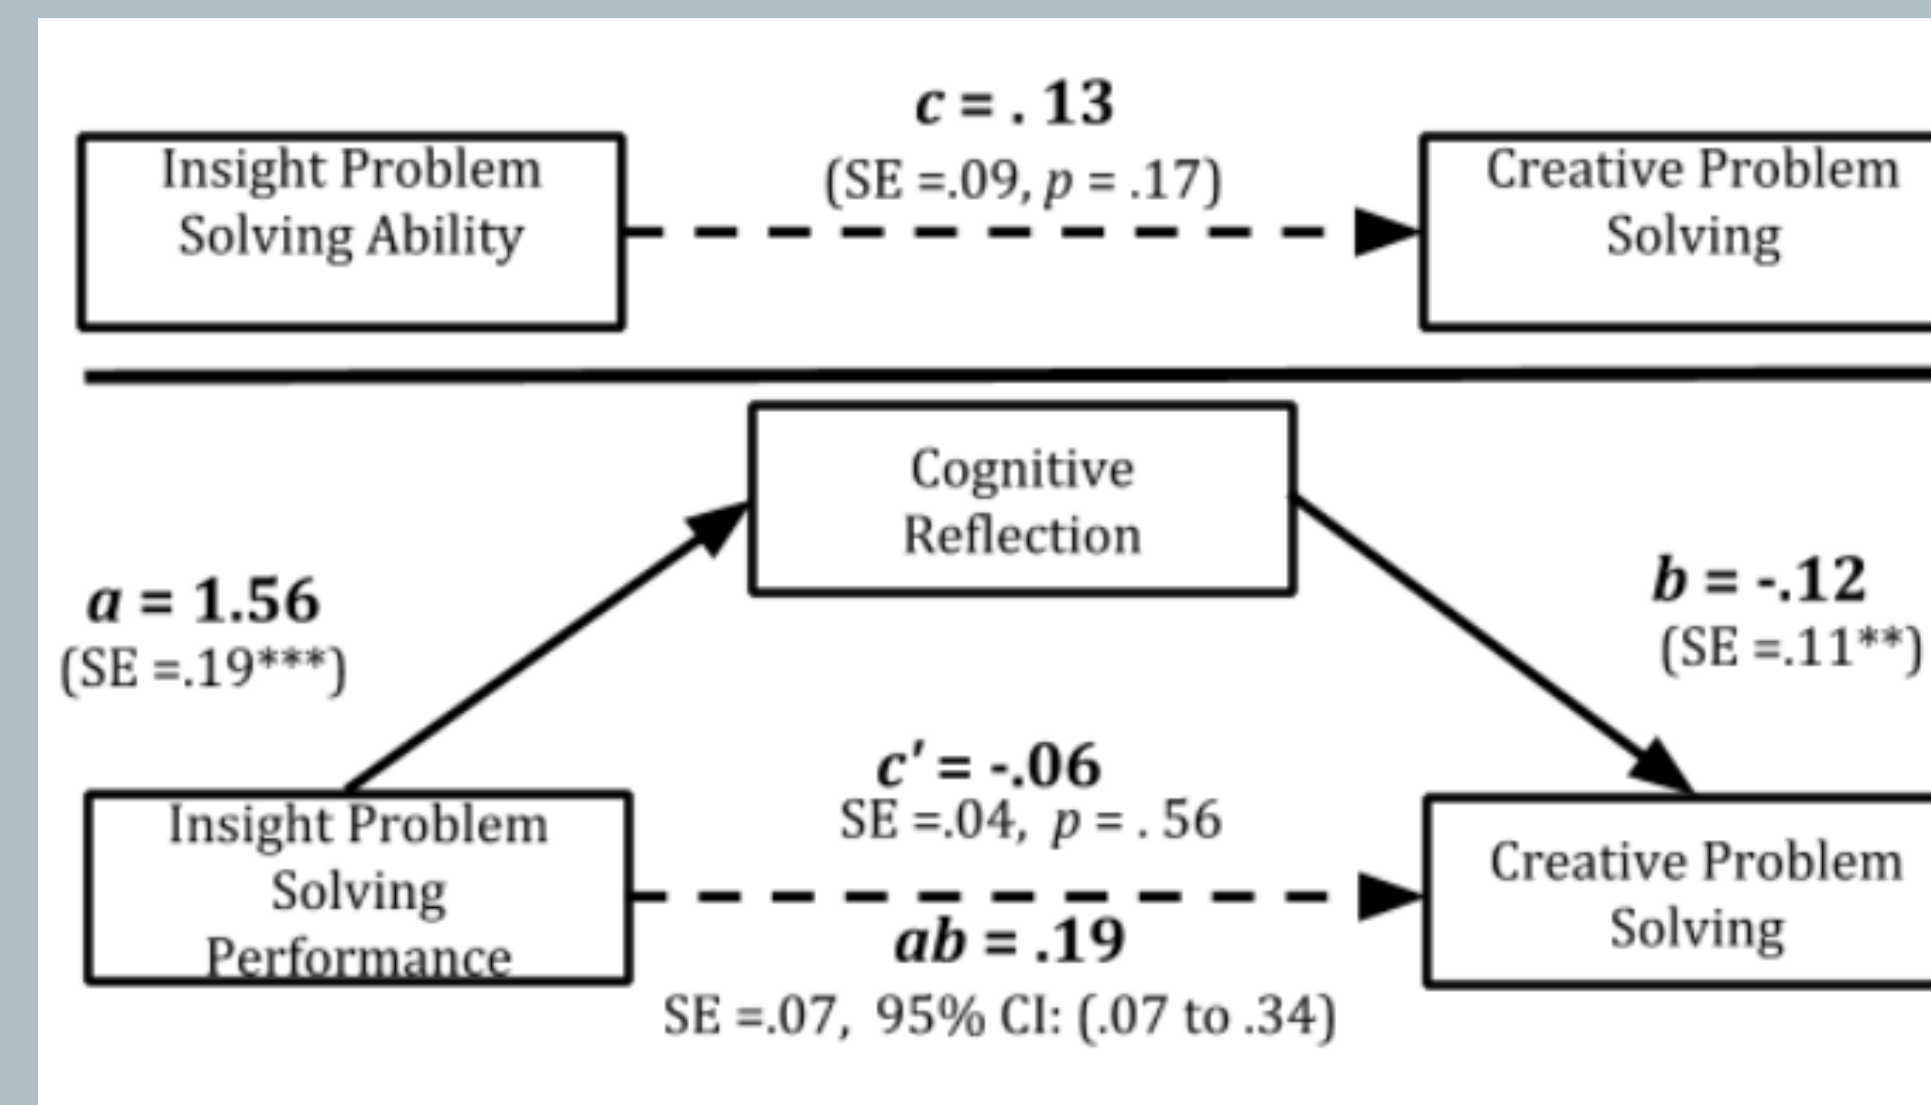 c = . 13
(SE =.09, p = .17)
Insight Problem
Solving Ability
Creative Problem
Solving
Cognitive
Reflection
a = 1.56
(SE =.19***)
b = -.12
(SE =.11**)
c′ = -.06
SE =.04, p = . 56
Insight Problem
Solving
Performance
Creative Problem
Solving
ab = .19
SE =.07, 95% CI: (.07 to .34)